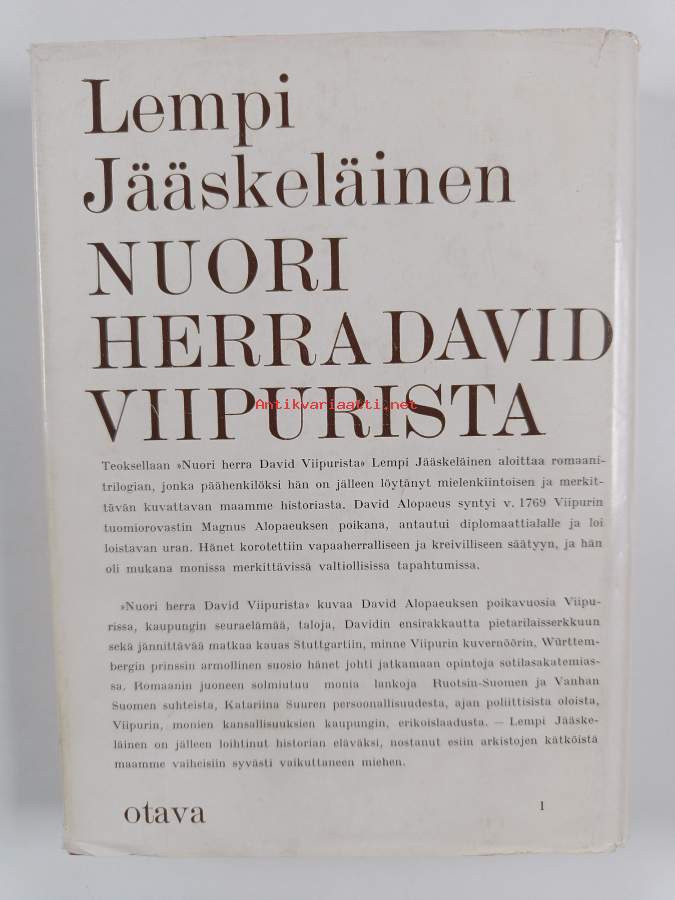 Lempi
Jääskeläinen
NUORI
HERRA DAVID
VIIPURISTA
Antikvariaatti.net
Teoksellaan »Nuori herra David Viipurista» Lempi Jääskeläinen aloittaa romaani-
trilogian, jonka päähenkilöksi hän on jälleen löytänyt mielenkiintoisen ja merkit-
tävän kuvattavan maamme historiasta. David Alopaeus syntyi v. 1769 Viipurin
tuomiorovastin Magnus Alopaeuksen poikana, antautui diplomaattialalle ja loi
loistavan uran. Hänet korotettiin vapaaherralliseen ja kreivilliseen säätyyn, ja hän
oli mukana monissa merkittävissä valtiollisissa tapahtumissa.
»Nuori herra David Viipurista» kuvaa David Alopaeuksen poikavuosia Viipu-
rissa, kaupungin seuraelämää, taloja, Davidin ensirakkautta pietarilaisserkkuun
sekä jännittävää matkaa kauas Stuttgartiin, minne Viipurin kuvernöörin, Württem-
bergin prinssin armollinen suosio hänet johti jatkamaan opintoja sotilasakatemias-
sa. Romaanin juoneen solmiutuu monia lankoja Ruotsin-Suomen ja Vanhan
Suomen suhteista, Katariina Suuren persoonallisuudesta, ajan poliittisista oloista,
Viipurin, monien kansallisuuksien kaupungin, erikoislaadusta. — Lempi Jääske-
läinen on jälleen loihtinut historian eläväksi, nostanut esiin arkistojen kätköistä
maamme vaiheisiin syvästi vaikuttaneen miehen.
otava
1